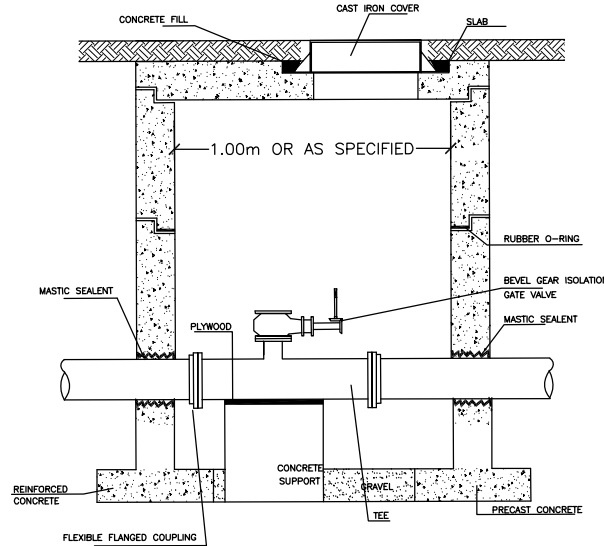 CAST IRON COVER
CONCRETE FILL
SLAB
1.00m OR AS SPECIFIED
RUBBER O-RING
BEVEL GEAR ISOLATION
GATE VALVE
MASTIC SEALENT
PLYWOOD
MASTIC SEALENT
CONCRETE
SUPPORT
GRAVEL
REINFORCED
CONCRETE
TEE
PRECAST CONCRETE
FLEXIBLE FLANGED COUPLING